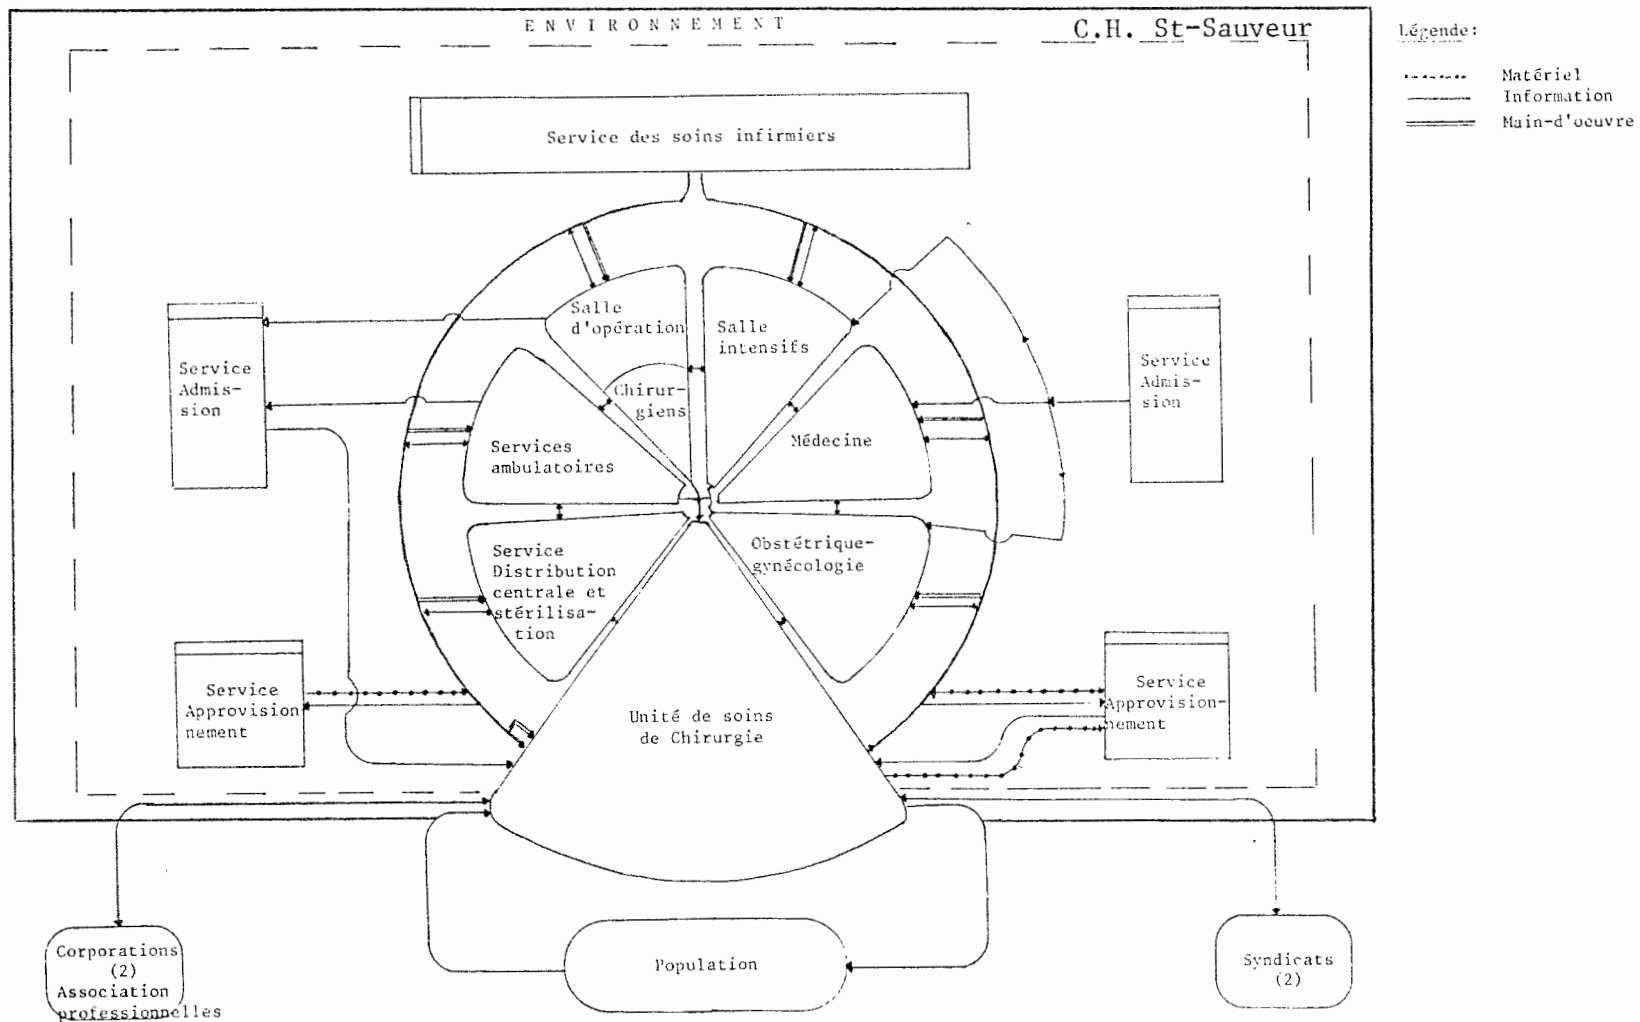 ENVIRONNEMENT
C.H. St-Sauveur
Légende:
Matériel
Information
Main-d'oeuvre
Service des soins infirmiers
Salle
d'opération
Chirur-
giens
Salle
intensifs
Service
Admis-
sion
Service
Admis-
sion
Services
ambulatoires
Médecine
Service
Distribution
centrale et
stérilisa-
tion
Obstétrique-
gynécologie
Service
Approvision
nement
Unité de soins
de Chirurgie
Service
Approvision-
nement
Corporations
(2)
Association
professionnelles
Population
Syndicats
(2)